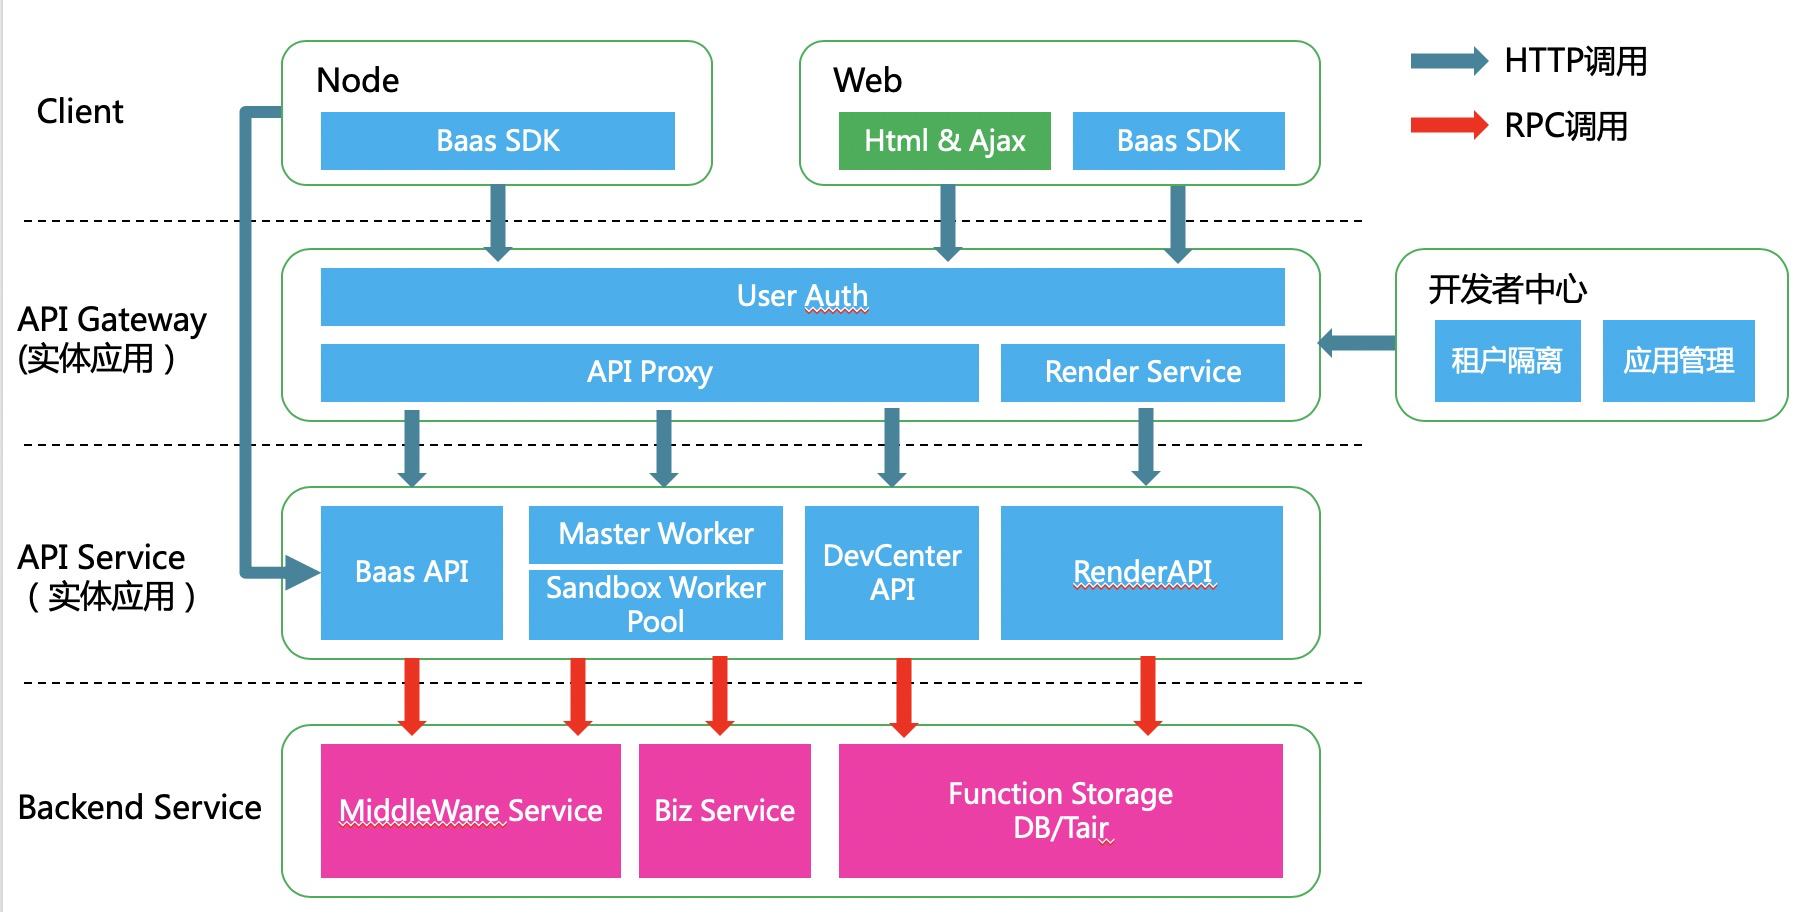 Client
Node
Baas SDK
Web
Html & Ajax
Baas SDK
HTTP调用
RPC调用
API Gateway
(实体应用）
User Auth
API Proxy
Render Service
开发者中心
租户隔离
应用管理
API Service
（实体应用）
Baas API
Master Worker
Sandbox Worker
Pool
DevCenter
API
RenderAPI
Backend Service
MiddleWare Service
Biz Service
Function Storage
DB/Tair